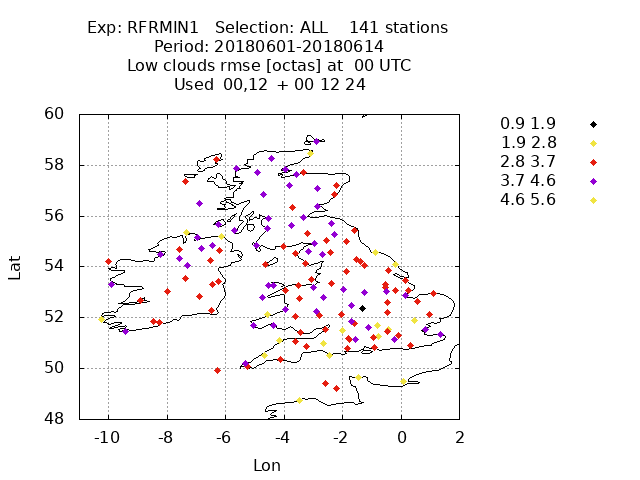 Exp: RFRMIN1 Selection: ALL 141 stations
Period: 20180601-20180614
Low clouds rmse [octas] at 00 UTC
Used 00,12 + 00 12 24
0.9 1.9
1.9 2.8
2.8 3.7
3.7 4.6
4.6 5.6
60
58
56
54
52
50
48
Lat
-10 -8 -6 -4 -2 0 2
Lon